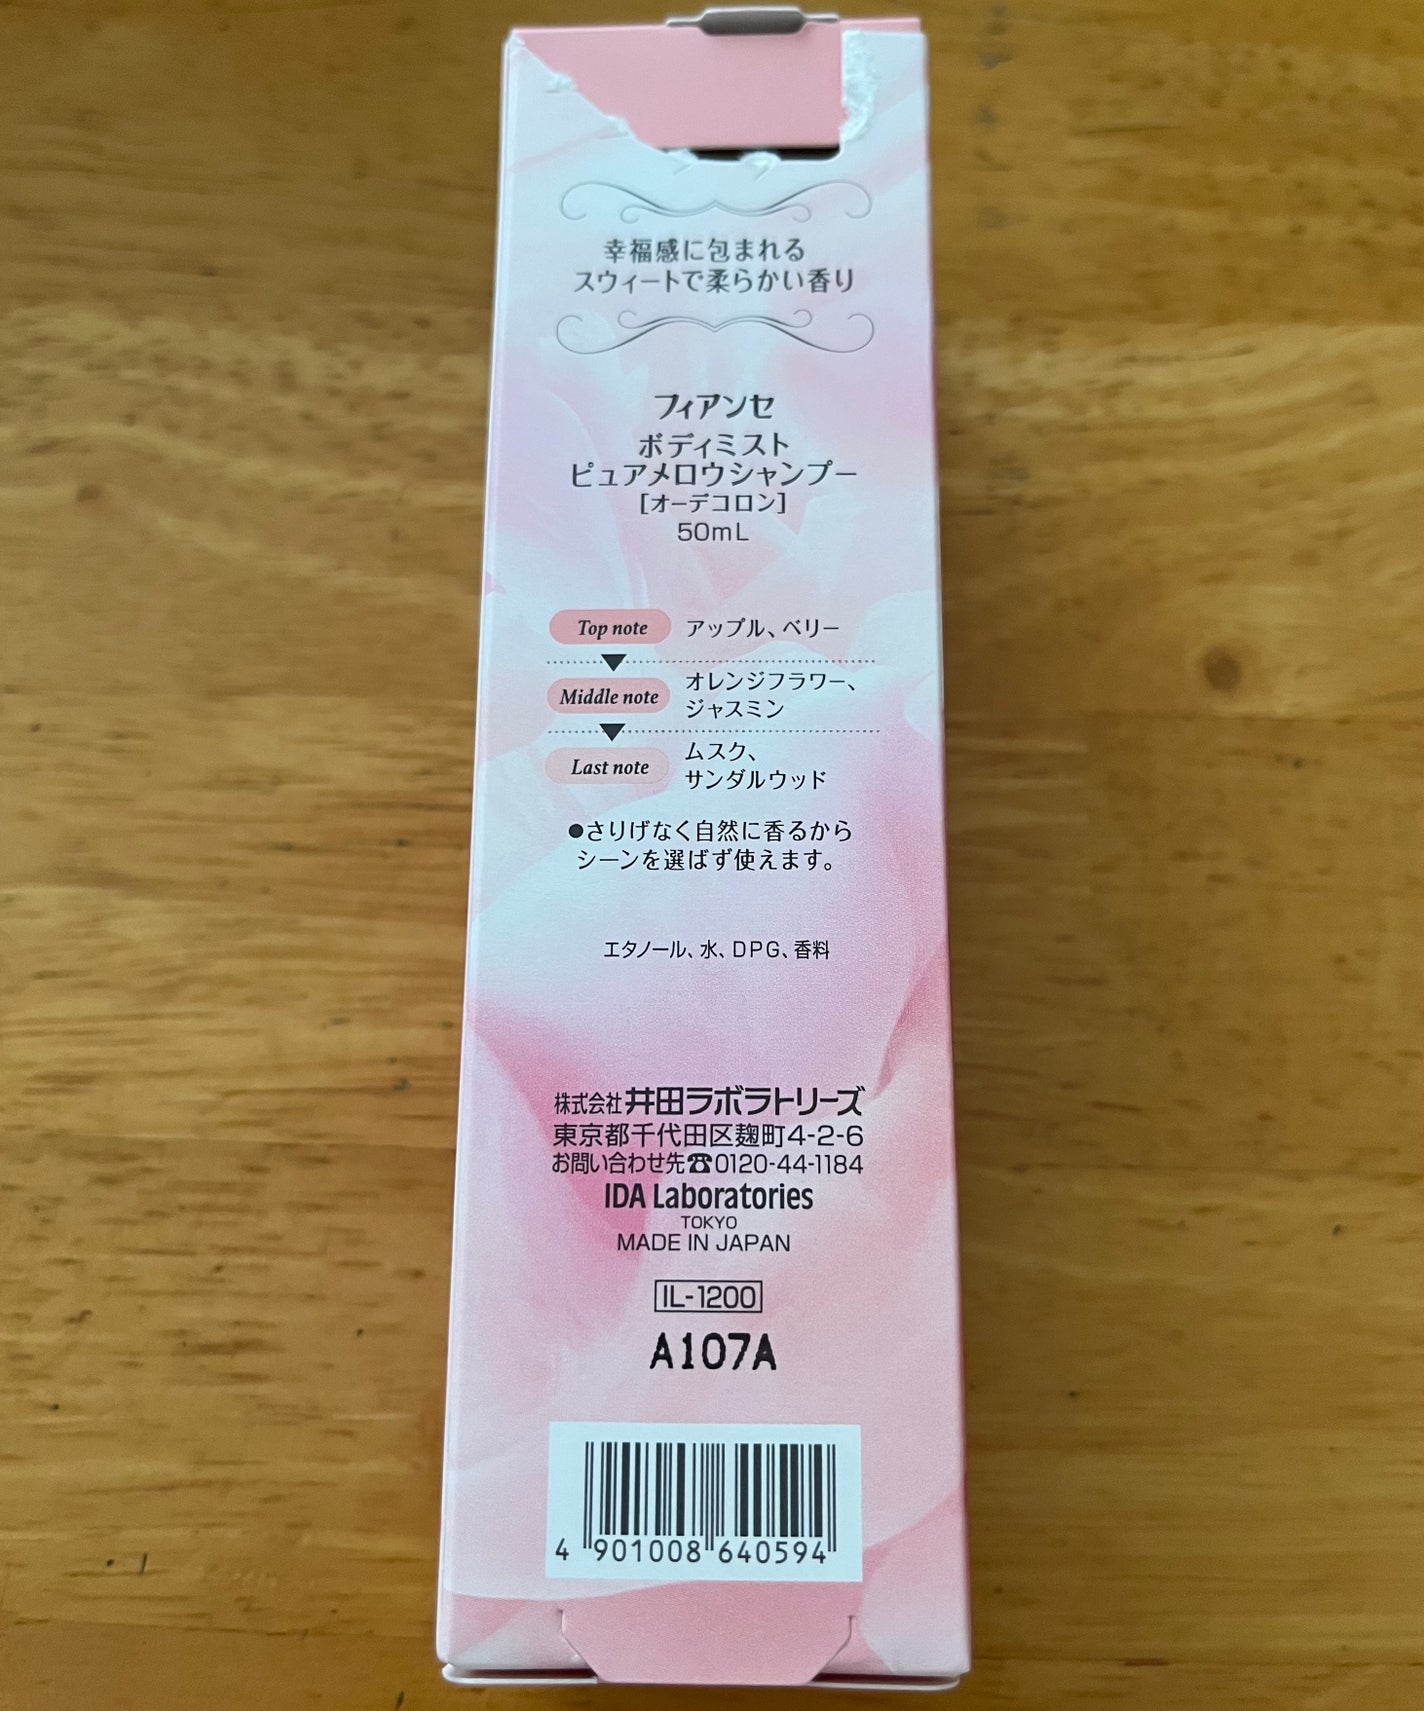 幸福感に包まれる
スウィートで柔らかい香り
フィアンセ
ボディミスト
ピュアメロウシャンプー
[オーデコロン]
50mL
Top note アップル、ベリー
Middle note オレンジフラワー、
ジャスミン
Last note ムスク、
サンダルウッド
●さりげなく自然に香るから
シーンを選ばず使えます。
エタノール、水、DPG、香料
株式会社井田ラボラトリーズ
東京都千代田区麹町4-2-6
お問い合わせ先☎0120-44-1184
IDA Laboratories
TOKYO
MADE IN JAPAN
IL-1200
A107A
4 901008 640594